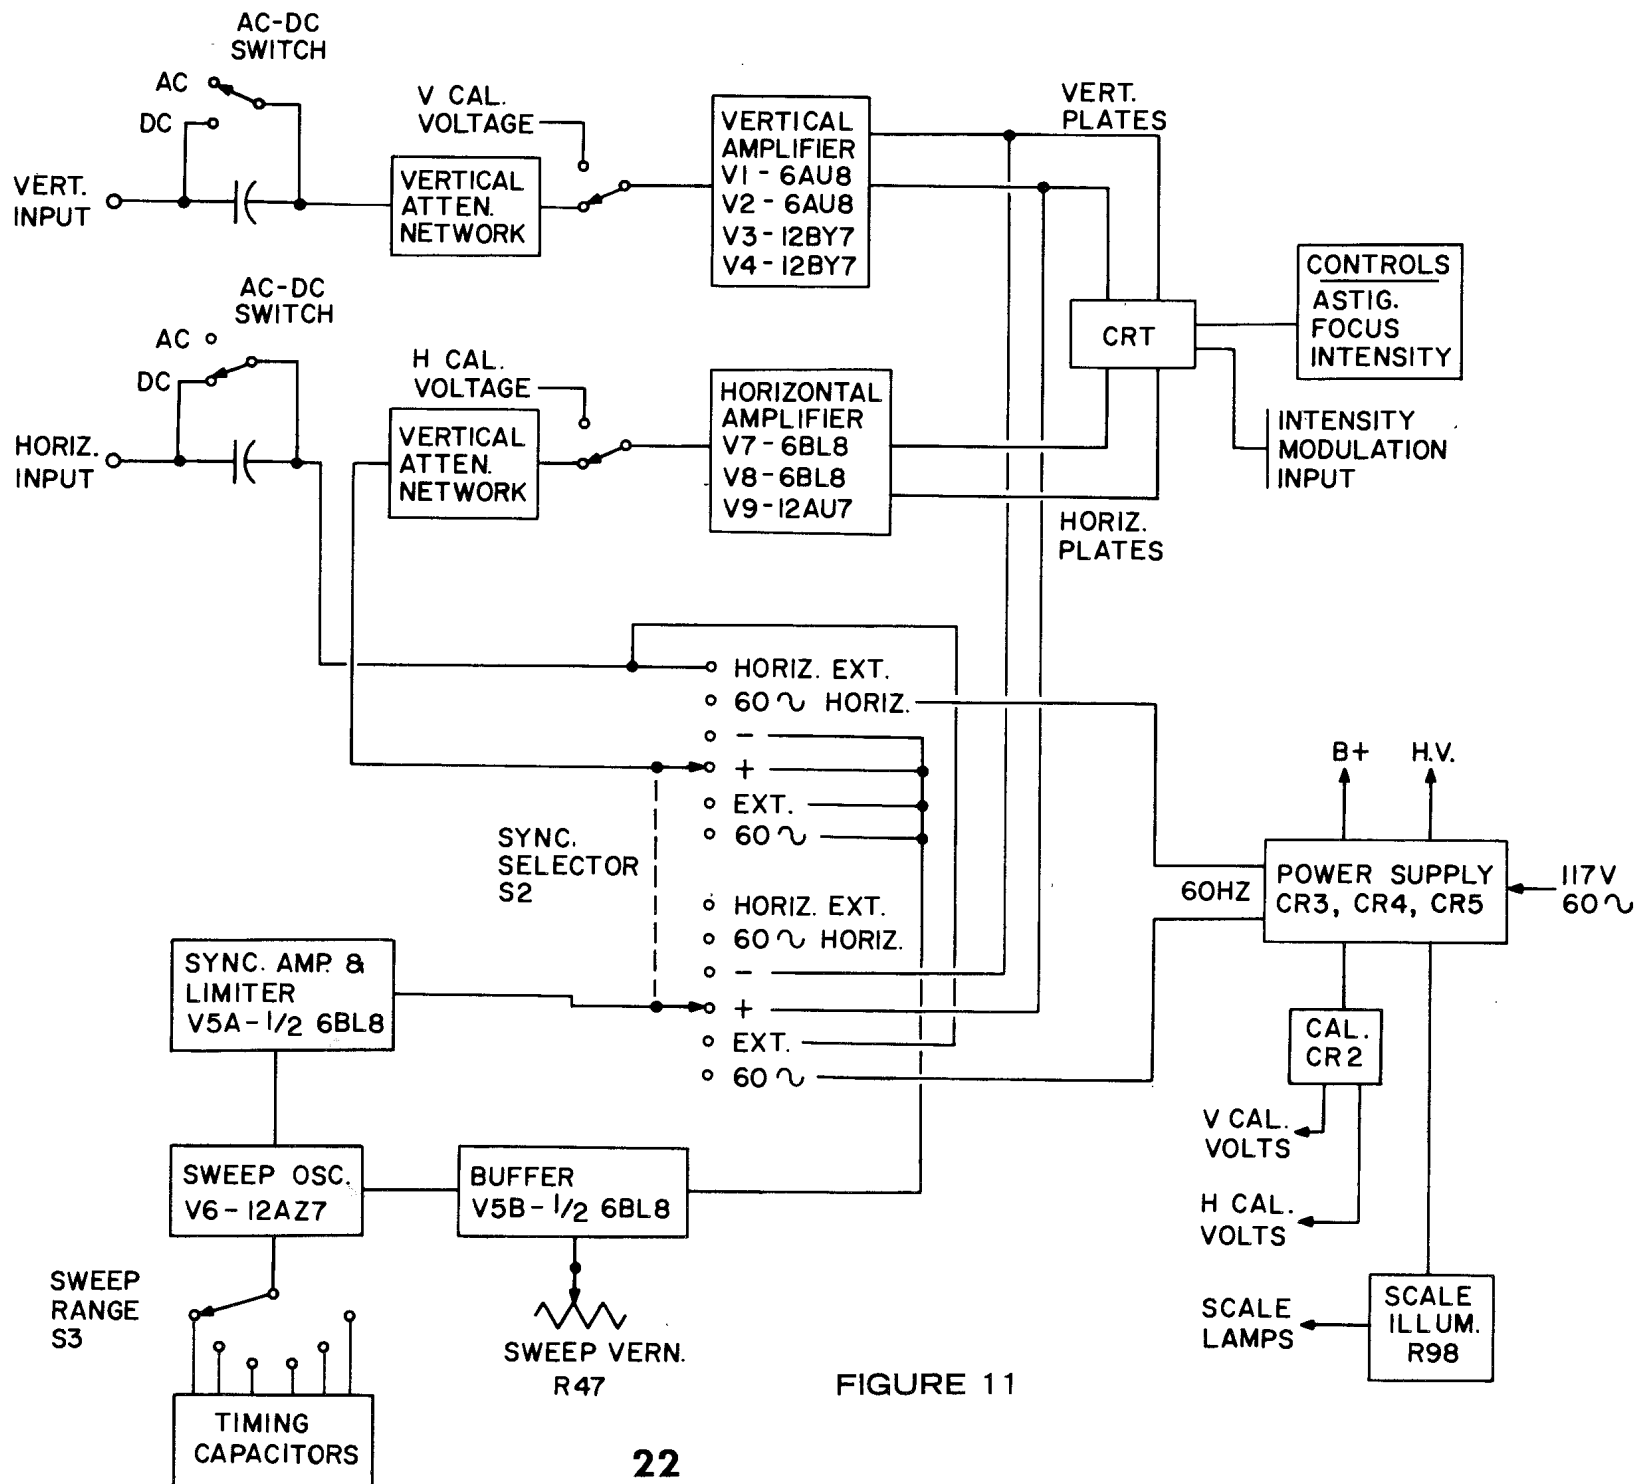 AC-DC
SWITCH
AC
DC
VERT.
INPUT
V CAL.
VOLTAGE
VERTICAL
ATTEN.
NETWORK
VERTICAL
AMPLIFIER
V1 - 6AU8
V2 - 6AU8
V3 - 12BY7
V4 - 12BY7
VERT.
PLATES
AC-DC
SWITCH
AC
DC
HORIZ.
INPUT
H CAL.
VOLTAGE
VERTICAL
ATTEN.
NETWORK
HORIZONTAL
AMPLIFIER
V7 - 6BL8
V8 - 6BL8
V9 - 12AU7
CRT
CONTROLS
ASTIG.
FOCUS
INTENSITY
INTENSITY
MODULATION
INPUT
HORIZ.
PLATES
HORIZ. EXT.
60∿ HORIZ.
-
+
EXT.
60∿
SYNC.
SELECTOR
S2
HORIZ. EXT.
60∿ HORIZ.
-
+
EXT.
60∿
B+
H.V.
60HZ
POWER SUPPLY
CR3, CR4, CR5
117V
60∿
SYNC. AMP. &
LIMITER
V5A - 1/2 6BL8
CAL.
CR2
V CAL.
VOLTS
H CAL.
VOLTS
SWEEP OSC.
V6 - 12AZ7
BUFFER
V5B - 1/2 6BL8
SWEEP
RANGE
S3
SWEEP VERN.
R47
SCALE
LAMPS
SCALE
ILLUM.
R98
TIMING
CAPACITORS
FIGURE 11
22